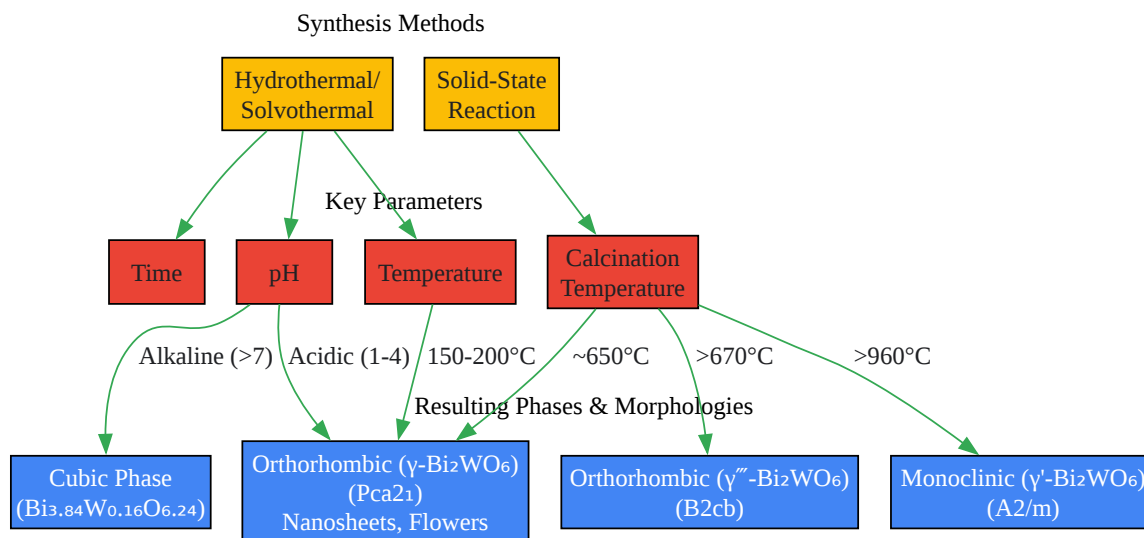 Synthesis Methods
Hydrothermal/
Solvothermal
Solid-State
Reaction
Key Parameters
Time
pH
Temperature
Calcination
Temperature
Alkaline (>7)
Acidic (1-4)
150-200°C
~650°C
>670°C
>960°C
Resulting Phases & Morphologies
Cubic Phase
(Bi₃.₈₄W₀.₁₆O₆.₂₄)
Orthorhombic (γ-Bi₂WO₆)
(Pca2₁)
Nanosheets, Flowers
Orthorhombic (γ‴-Bi₂WO₆)
(B2cb)
Monoclinic (γ'-Bi₂WO₆)
(A2/m)